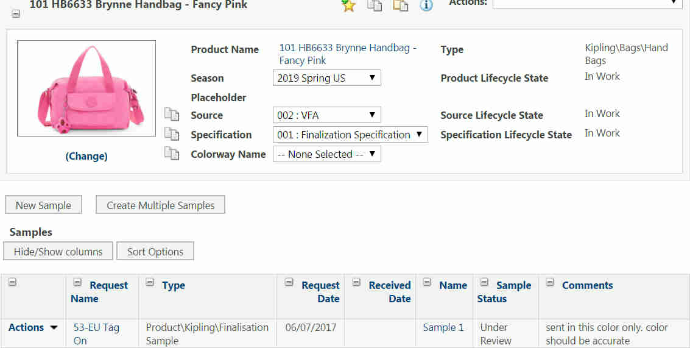 101 HB6633 Brynne Handbag - Fancy Pink
Actions:
Product Name 101 HB6633 Brynne Handbag - Fancy Pink Type Kipling\Bags\Hand Bags
Season 2019 Spring US Product Lifecycle State In Work
Placeholder
Source 002 : VFA Source Lifecycle State In Work
Specification 001 : Finalization Specification Specification Lifecycle State In Work
(Change) Colorway Name -- None Selected --
New Sample Create Multiple Samples
Samples
Hide/Show columns Sort Options
Request Name Type Request Date Received Date Name Sample Status Comments
Actions 53-EU Tag On Product\Kipling\Finalisation Sample 06/07/2017 Sample 1 Under Review sent in this color only. color should be accurate